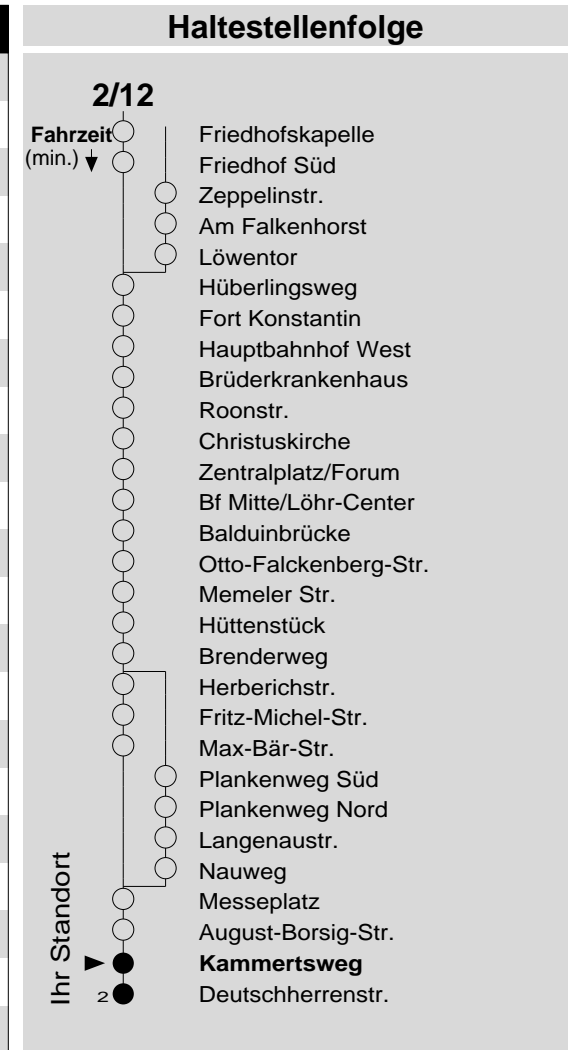 Haltestellenfolge
2/12
Fahrzeit
(min.)
Friedhofskapelle
Friedhof Süd
Zeppelinstr.
Am Falkenhorst
Löwentor
Hüberlingsweg
Fort Konstantin
Hauptbahnhof West
Brüderkrankenhaus
Roonstr.
Christuskirche
Zentralplatz/Forum
Bf Mitte/Löhr-Center
Balduinbrücke
Otto-Falckenberg-Str.
Memeler Str.
Hüttenstück
Brenderweg
Herberichstr.
Fritz-Michel-Str.
Max-Bär-Str.
Plankenweg Süd
Plankenweg Nord
Langenaustr.
Nauweg
Messeplatz
August-Borsig-Str.
Ihr Standort
Kammertsweg
2 Deutschherrenstr.